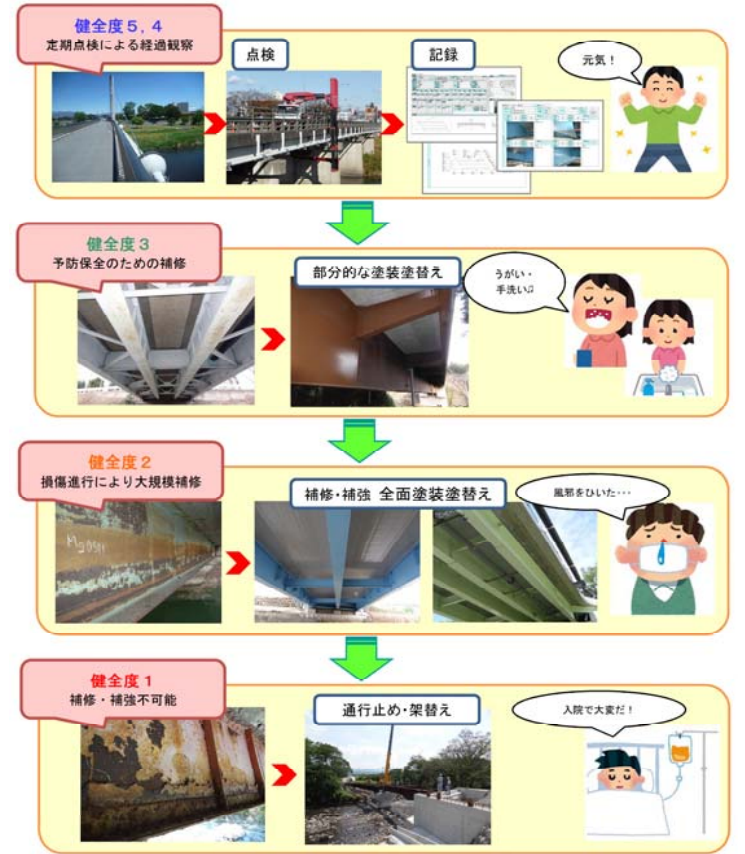 健全度5,4
定期点検による経過観察
点検
記録
元気!
健全度3
予防保全のための補修
部分的な塗装塗替え
うがい・
手洗い♫
健全度2
損傷進行により大規模補修
補修・補強 全面塗装塗替え
風邪をひいた・・・
健全度1
補修・補強不可能
通行止め・架替え
入院で大変だ!